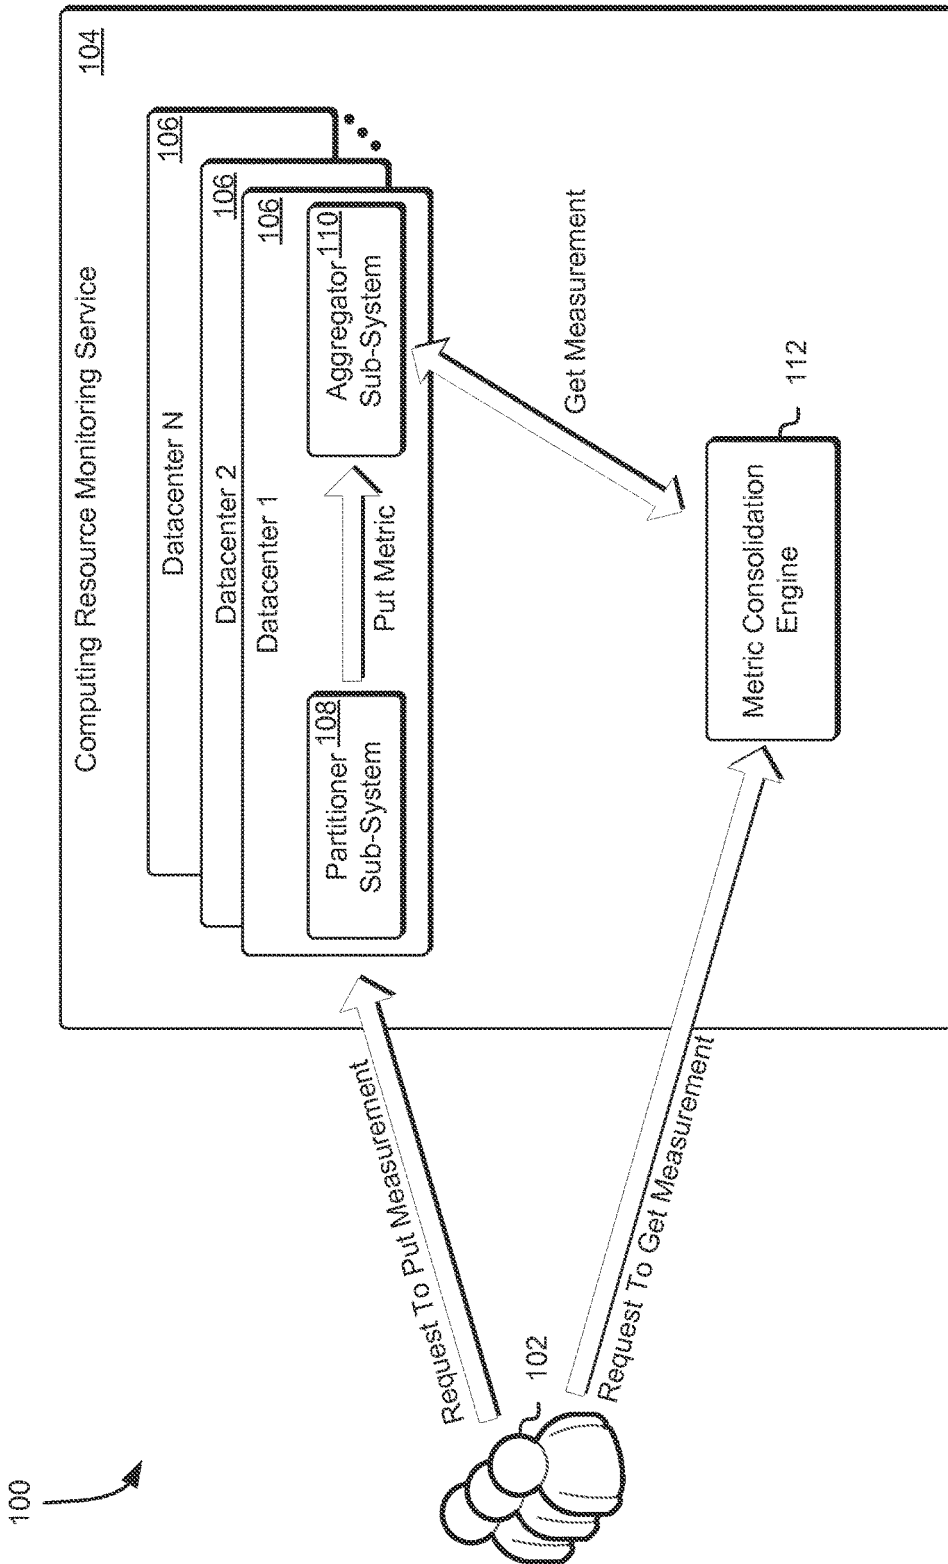 100
Computing Resource Monitoring Service
104
Datacenter N
106
Datacenter 2
106
Datacenter 1
106
Partitioner 108
Sub-System
Put Metric
Aggregator 110
Sub-System
Request To Put Measurement
102
Request To Get Measurement
Get Measurement
Metric Consolidation
Engine
112